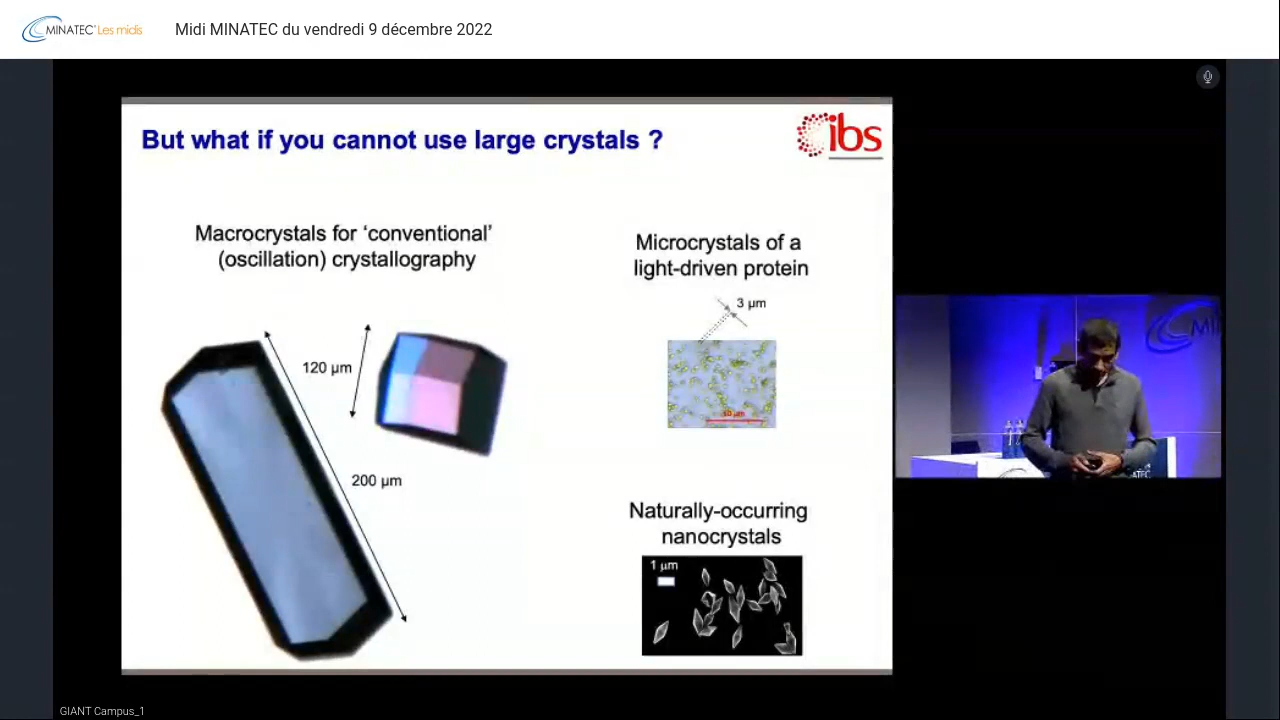 MINATEC Les midis
Midi MINATEC du vendredi 9 décembre 2022
But what if you cannot use large crystals ?
ibs
Macrocrystals for ‘conventional’
(oscillation) crystallography
120 µm
200 µm
Microcrystals of a
light-driven protein
3 µm
Naturally-occurring
nanocrystals
1 µm
MI
ATEC
GIANT Campus_1